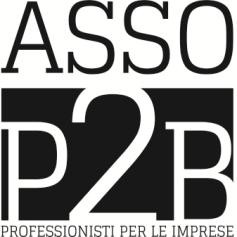 ASSO
P2B
PROFESSIONISTI PER LE IMPRESE